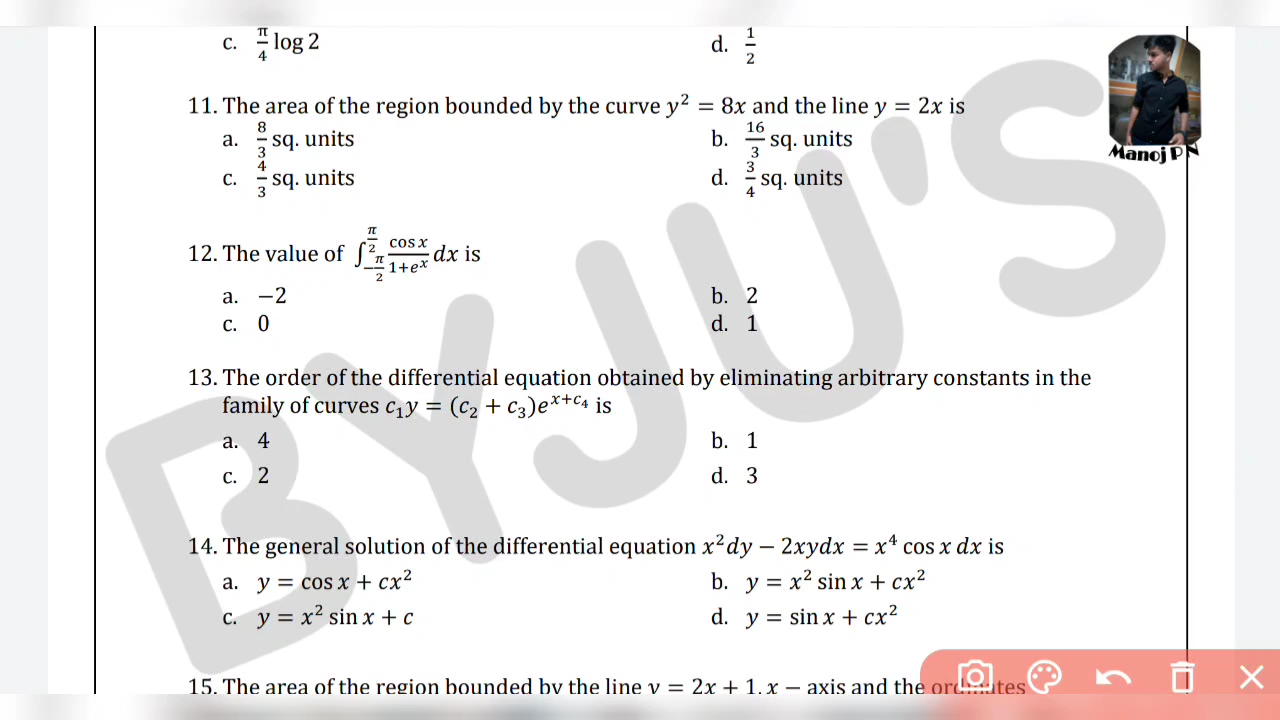 c. π/4 log 2
d. 1/2
11. The area of the region bounded by the curve y² = 8x and the line y = 2x is
a. 8/3 sq. units
b. 16/3 sq. units
c. 4/3 sq. units
d. 3/4 sq. units
Manoj PN
12. The value of ∫_{-π/2}^{π/2} cos x/(1+eˣ) dx is
a. −2
b. 2
c. 0
d. 1
13. The order of the differential equation obtained by eliminating arbitrary constants in the
family of curves c₁y = (c₂ + c₃)e^{x+c₄} is
a. 4
b. 1
c. 2
d. 3
14. The general solution of the differential equation x²dy − 2xydx = x⁴ cos x dx is
a. y = cos x + cx²
b. y = x² sin x + cx²
c. y = x² sin x + c
d. y = sin x + cx²
15. The area of the region bounded by the line y = 2x + 1, x − axis and the ordinates
BYJU'S